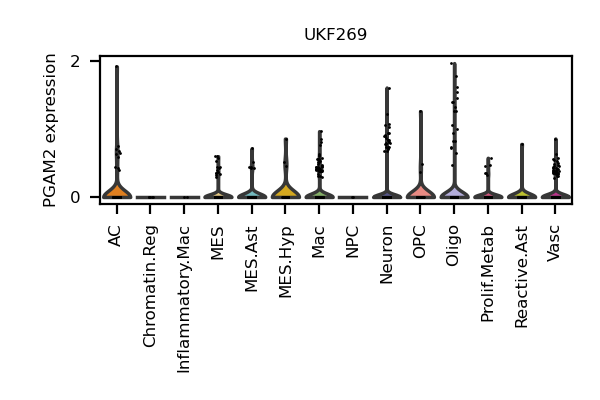 UKF269
PGAM2 expression
2
0
AC
Chromatin.Reg
Inflammatory.Mac
MES
MES.Ast
MES.Hyp
Mac
NPC
Neuron
OPC
Oligo
Prolif.Metab
Reactive.Ast
Vasc